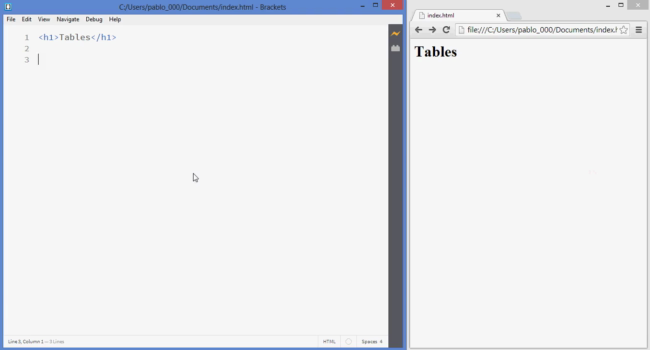 C:/Users/pablo_000/Documents/index.html - Brackets
File Edit View Navigate Debug Help
1 <h1>Tables</h1>
2
3
Line 3, Column 1 — 3 Lines
HTML
Spaces 4
index.html
file:///C:/Users/pablo_000/Documents/index.h
Tables